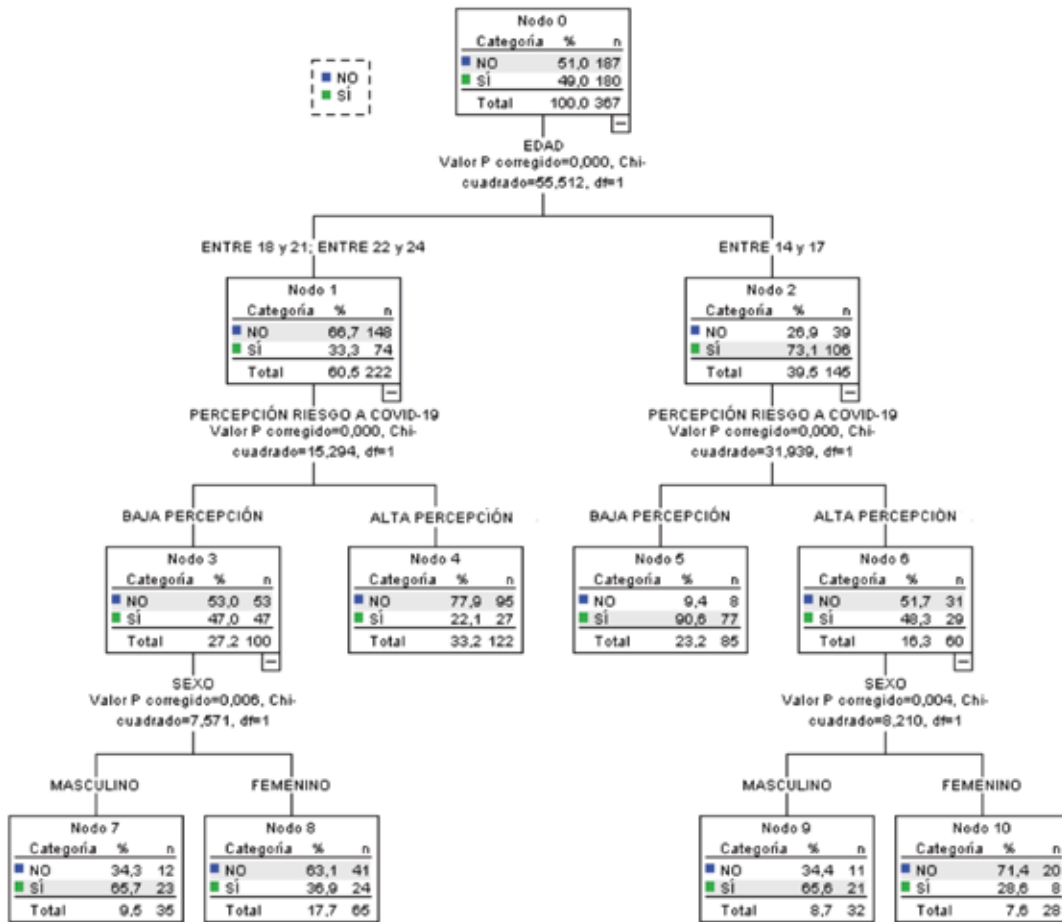 Nodo 0
Categoría % n
NO 51,0 187
SÍ 49,0 180
Total 100,0 367
NO
SÍ
EDAD
Valor P corregido=0,000, Chi-
cuadrado=55,512, df=1
ENTRE 18 y 21; ENTRE 22 y 24
ENTRE 14 y 17
Nodo 1
Categoría % n
NO 66,7 148
SÍ 33,3 74
Total 60,5 222
Nodo 2
Categoría % n
NO 26,9 39
SÍ 73,1 106
Total 39,5 145
PERCEPCIÓN RIESGO A COVID-19
Valor P corregido=0,000, Chi-
cuadrado=15,294, df=1
PERCEPCIÓN RIESGO A COVID-19
Valor P corregido=0,000, Chi-
cuadrado=31,939, df=1
BAJA PERCEPCIÓN
ALTA PERCEPCIÓN
BAJA PERCEPCIÓN
ALTA PERCEPCIÓN
Nodo 3
Categoría % n
NO 53,0 53
SÍ 47,0 47
Total 27,2 100
Nodo 4
Categoría % n
NO 77,9 95
SÍ 22,1 27
Total 33,2 122
Nodo 5
Categoría % n
NO 9,4 8
SÍ 90,6 77
Total 23,2 85
Nodo 6
Categoría % n
NO 51,7 31
SÍ 48,3 29
Total 16,3 60
SEXO
Valor P corregido=0,006, Chi-
cuadrado=7,571, df=1
SEXO
Valor P corregido=0,004, Chi-
cuadrado=8,210, df=1
MASCULINO
FEMENINO
MASCULINO
FEMENINO
Nodo 7
Categoría % n
NO 34,3 12
SÍ 65,7 23
Total 9,5 35
Nodo 8
Categoría % n
NO 63,1 41
SÍ 36,9 24
Total 17,7 65
Nodo 9
Categoría % n
NO 34,4 11
SÍ 65,6 21
Total 8,7 32
Nodo 10
Categoría % n
NO 71,4 20
SÍ 28,6 8
Total 7,6 28